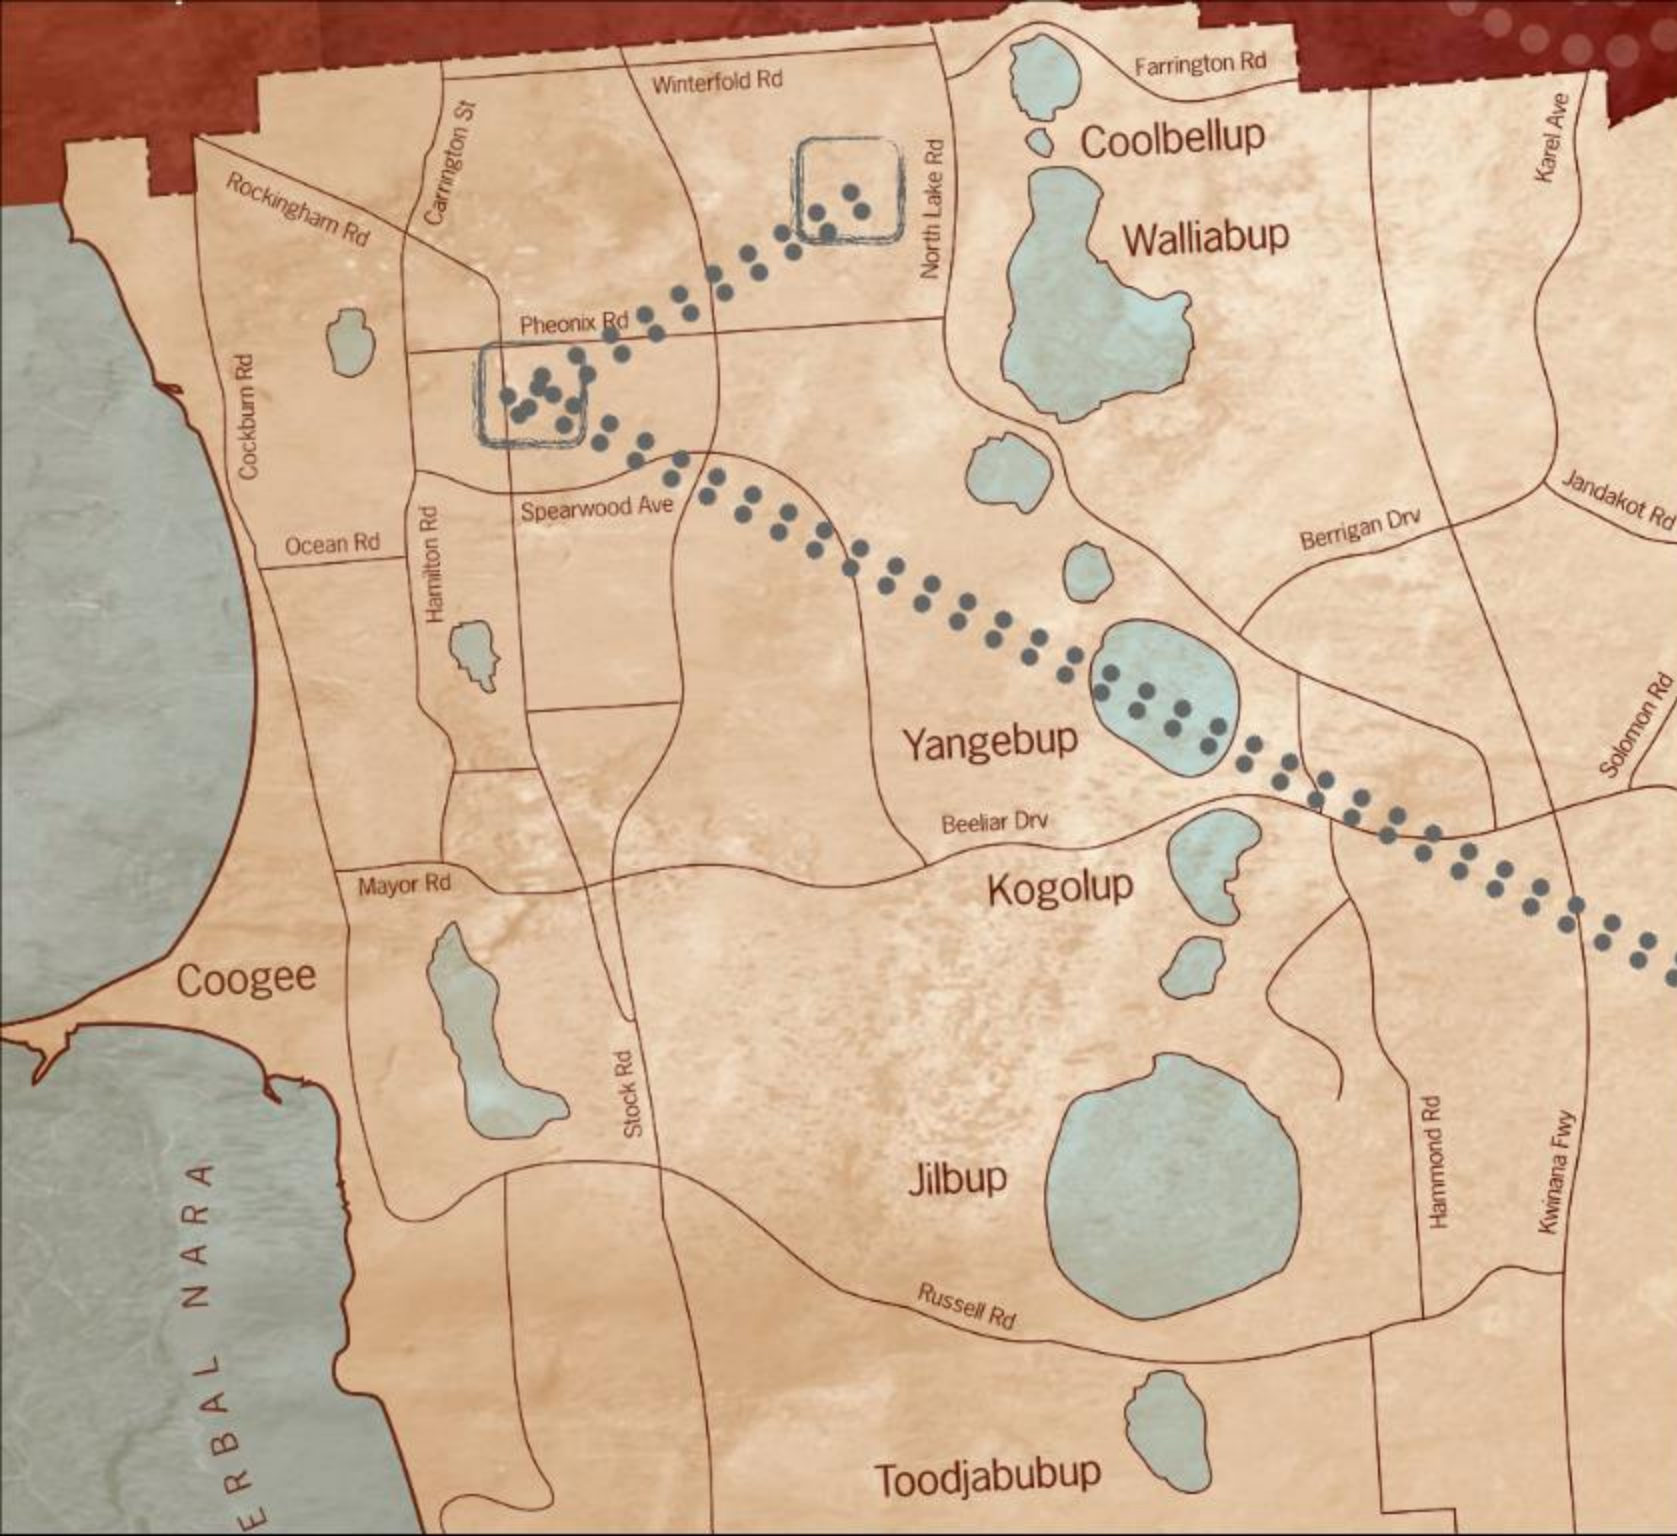 Farrington Rd
Winterfold Rd
Karel Ave
Carrington St
Coolbellup
North Lake Rd
Rockingham Rd
Walliabup
Pheonix Rd
Cockburn Rd
Spearwood Ave
Jandakot Rd
Berrigan Drv
Ocean Rd
Hamilton Rd
Solomon Rd
Yangebup
Beeliar Drv
Mayor Rd
Kogolup
Coogee
Stock Rd
Hammond Rd
Kwinana Fwy
Jilbup
Russell Rd
ERBAL NARA
Toodjabubup